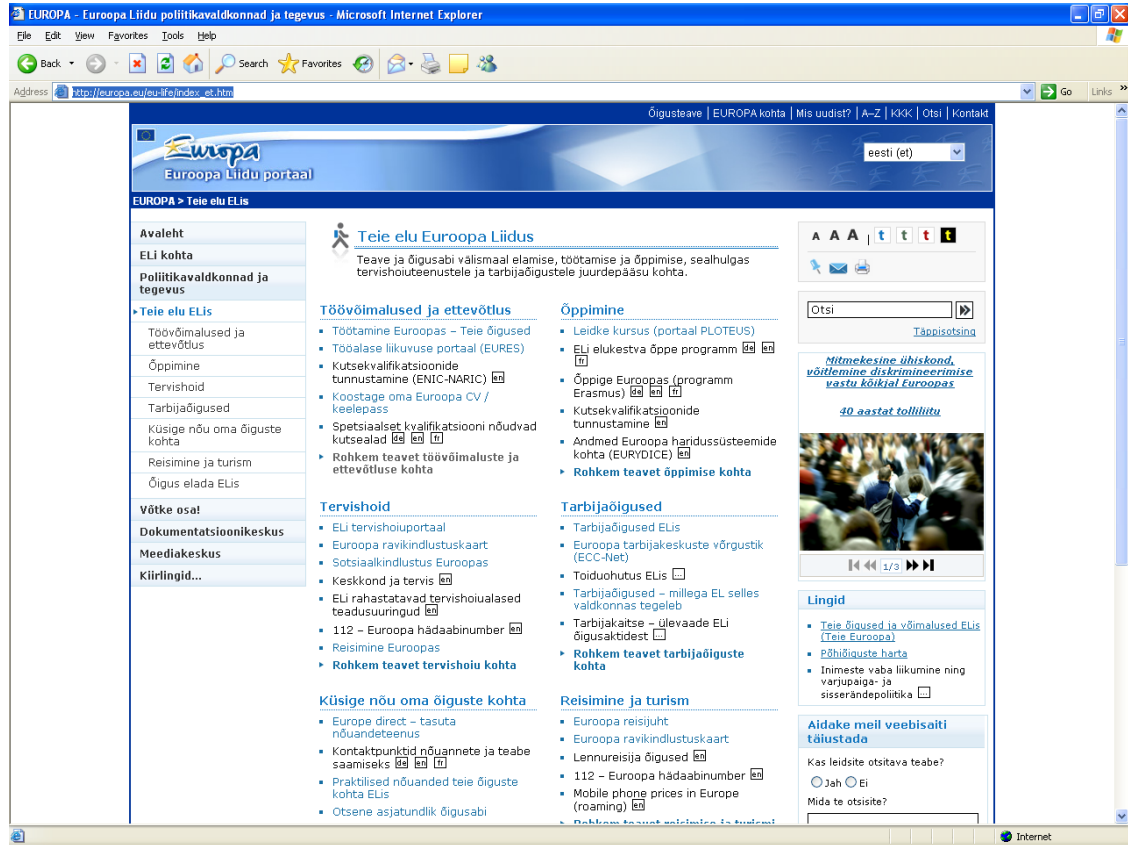 EUROPA - Euroopa Liidu poliitikavaldkonnad ja tegevus - Microsoft Internet Explorer
File Edit View Favorites Tools Help
Back Search Favorites
Address http://europa.eu/eu-life/index_et.htm Go Links »
Õigusteave | EUROPA kohta | Mis uudist? | A–Z | KKK | Otsi | Kontakt
Europa
Euroopa Liidu portaal
eesti (et)
EUROPA > Teie elu ELis
Avaleht
ELi kohta
Poliitikavaldkonnad ja
tegevus
Teie elu ELis
Töövõimalused ja
ettevõtlus
Õppimine
Tervishoid
Tarbijaõigused
Küsige nõu oma õiguste
kohta
Reisimine ja turism
Õigus elada ELis
Võtke osa!
Dokumentatsioonikeskus
Meediakeskus
Kiirlingid...
Teie elu Euroopa Liidus
Teave ja õigusabi välismaal elamise, töötamise ja õppimise, sealhulgas
tervishoiuteenustele ja tarbijaõigustele juurdepääsu kohta.
Töövõimalused ja ettevõtlus
Töötamine Euroopas – Teie õigused
Tööalase liikuvuse portaal (EURES)
Kutsekvalifikatsioonide
tunnustamine (ENIC-NARIC) en
Koostage oma Europa CV /
keelepass
Spetsiaalset kvalifikatsiooni nõudvad
kutsealad de en fr
Rohkem teavet töövõimaluste ja
ettevõtluse kohta
Õppimine
Leidke kursus (portaal PLOTEUS)
ELi elukestva õppe programm de en
fr
Õppige Euroopas (programm
Erasmus) de en fr
Kutsekvalifikatsioonide
tunnustamine en
Andmed Euroopa haridussüsteemide
kohta (EURYDICE) en
Rohkem teavet õppimise kohta
Tervishoid
ELi tervishoiuportaal
Euroopa ravikindlustuskaart
Sotsiaalkindlustus Euroopas
Keskkond ja tervis en
ELi rahastatavad tervishoiualased
teadusuuringud en
112 – Euroopa hädaabinumber en
Reisimine Euroopas
Rohkem teavet tervishoiu kohta
Tarbijaõigused
Tarbijaõigused ELis
Euroopa tarbijakeskuste võrgustik
(ECC-Net)
Toiduohutus ELis ...
Tarbijaõigused – millega EL selles
valdkonnas tegeleb
Tarbijakaitse – ülevaade ELi
õigusaktidest ...
Rohkem teavet tarbijaõiguste
kohta
Küsige nõu oma õiguste kohta
Europe direct – tasuta
nõuandeteenus
Kontaktpunktid nõuannete ja teabe
saamiseks de en fr
Praktilised nõuanded teie õiguste
kohta ELis
Otsene asjatundlik õigusabi
Reisimine ja turism
Euroopa reisijuht
Euroopa ravikindlustuskaart
Lennureisija õigused en
112 – Euroopa hädaabinumber en
Mobile phone prices in Europe
(roaming) en
Rohkem teavet reisimise ja turismi
A A A | t t t t
Otsi
Täppisotsing
Mitmekesine ühiskond,
võitlemine diskrimineerimise
vastu kõikjal Euroopas
40 aastat tolliliitu
1/3
Lingid
Teie õigused ja võimalused ELis
(Teie Euroopa)
Põhiõiguste harta
Inimeste vaba liikumine ning
varjupaiga- ja
sisserändepoliitika ...
Aidake meil veebisaiti
täiustada
Kas leidsite otsitava teabe?
Jah Ei
Mida te otsisite?
Internet